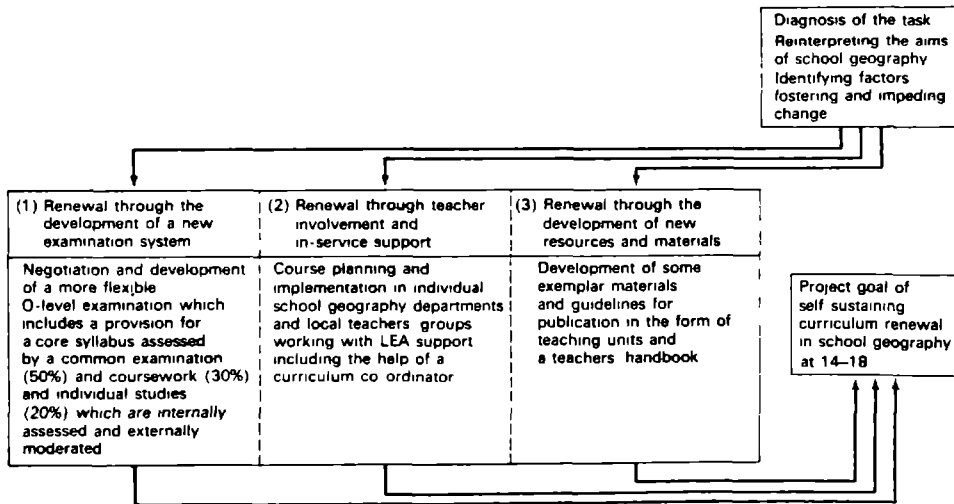 Diagnosis of the task
Reinterpreting the aims
of school geography
Identifying factors
fostering and impeding
change
(1) Renewal through the
development of a new
examination system
(2) Renewal through teacher
involvement and
in-service support
(3) Renewal through the
development of new
resources and materials
Negotiation and development
of a more flexible
O-level examination which
includes a provision for
a core syllabus assessed
by a common examination
(50%) and coursework (30%)
and individual studies
(20%) which are internally
assessed and externally
moderated
Course planning and
implementation in individual
school geography departments
and local teachers groups
working with LEA support
including the help of a
curriculum co ordinator
Development of some
exemplar materials
and guidelines for
publication in the form of
teaching units and
a teachers handbook
Project goal of
self sustaining
curriculum renewal
in school geography
at 14–18